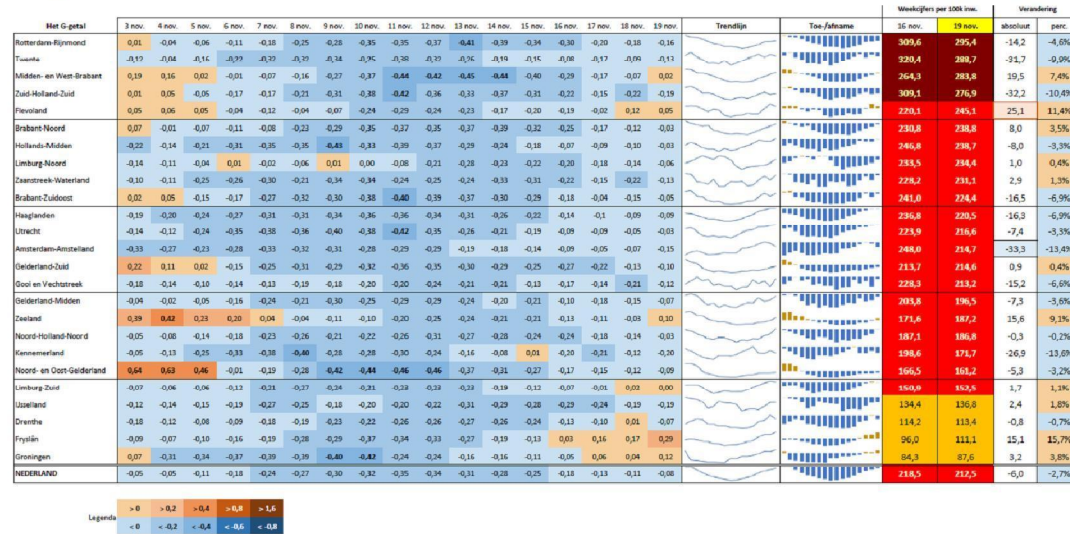 Weekcijfers per 100k inw. Verandering
Het G-getal 3 nov. 4 nov. 5 nov. 6 nov. 7 nov. 8 nov. 9 nov. 10 nov. 11 nov. 12 nov. 13 nov. 14 nov. 15 nov. 16 nov. 17 nov. 18 nov. 19 nov. Trendlijn Toe-/afname 16 nov. 19 nov. absoluut perc.
Rotterdam-Rijnmond 0,01 -0,04 -0,06 -0,11 -0,18 -0,25 -0,28 -0,35 -0,35 -0,37 -0,41 -0,39 -0,34 -0,30 -0,20 -0,18 -0,16 309,6 295,4 -14,2 -4,6%
Twente 320,4 288,7 -31,7 -9,9%
Midden- en West-Brabant 0,19 0,16 0,02 -0,01 -0,07 -0,09 -0,16 -0,27 -0,37 -0,44 -0,42 -0,45 -0,44 -0,40 -0,29 -0,17 -0,07 0,02 264,3 283,8 19,5 7,4%
Zuid-Holland-Zuid 0,01 0,05 -0,05 -0,17 -0,17 -0,21 -0,31 -0,38 -0,42 -0,36 -0,33 -0,37 -0,31 -0,22 -0,15 -0,17 -0,19 309,1 276,9 -32,2 -10,4%
Flevoland 0,05 0,06 0,05 -0,04 -0,12 -0,04 -0,07 -0,24 -0,29 -0,24 -0,23 -0,17 -0,20 -0,19 -0,02 0,12 0,05 220,1 245,1 25,1 11,4%
Brabant-Noord 0,07 -0,01 -0,07 -0,11 -0,08 -0,23 -0,29 -0,35 -0,37 -0,35 -0,37 -0,39 -0,32 -0,25 -0,17 -0,12 -0,03 230,8 238,8 8,0 3,5%
Hollands-Midden -0,22 -0,14 -0,21 -0,31 -0,35 -0,35 -0,43 -0,33 -0,39 -0,37 -0,29 -0,24 -0,18 -0,07 -0,09 -0,10 -0,03 246,8 238,7 -8,0 -3,3%
Limburg-Noord -0,14 -0,11 -0,04 0,01 -0,02 -0,06 0,01 0,00 -0,08 -0,21 -0,28 -0,23 -0,22 -0,20 -0,18 -0,14 -0,06 233,5 234,4 1,0 0,4%
Zaanstreek-Waterland -0,10 -0,11 -0,25 -0,26 -0,30 -0,21 -0,34 -0,34 -0,24 -0,25 -0,24 -0,33 -0,31 -0,22 -0,15 -0,22 -0,13 228,2 231,1 2,9 1,3%
Brabant-Zuidoost 0,02 0,05 -0,15 -0,17 -0,27 -0,32 -0,30 -0,38 -0,40 -0,39 -0,37 -0,30 -0,29 -0,18 -0,04 -0,15 -0,05 241,0 224,4 -16,5 -6,9%
Haaglanden -0,19 -0,20 -0,24 -0,27 -0,31 -0,31 -0,34 -0,36 -0,36 -0,34 -0,31 -0,26 -0,22 -0,14 -0,1 -0,09 -0,09 236,8 220,5 -16,3 -6,9%
Utrecht -0,14 -0,12 -0,24 -0,35 -0,38 -0,36 -0,40 -0,38 -0,42 -0,35 -0,26 -0,21 -0,19 -0,09 -0,09 -0,05 -0,03 223,9 216,6 -7,4 -3,3%
Amsterdam-Amstelland -0,33 -0,27 -0,23 -0,28 -0,33 -0,32 -0,31 -0,28 -0,29 -0,29 -0,19 -0,18 -0,14 -0,09 -0,05 -0,07 -0,15 248,0 214,7 -33,3 -13,4%
Gelderland-Zuid 0,22 0,11 0,02 -0,15 -0,25 -0,31 -0,29 -0,32 -0,36 -0,35 -0,30 -0,29 -0,25 -0,27 -0,22 -0,13 -0,10 213,7 214,6 0,9 0,4%
Gooi en Vechtstreek -0,18 -0,14 -0,10 -0,14 -0,13 -0,19 -0,18 -0,20 -0,20 -0,24 -0,21 -0,21 -0,13 -0,17 -0,14 -0,21 -0,12 228,3 213,2 -15,2 -6,6%
Gelderland-Midden -0,04 -0,02 -0,05 -0,16 -0,24 -0,21 -0,30 -0,25 -0,29 -0,29 -0,24 -0,20 -0,21 -0,10 -0,18 -0,15 -0,07 203,8 196,5 -7,3 -3,6%
Zeeland 0,39 0,42 0,23 0,20 0,04 -0,04 -0,11 -0,10 -0,20 -0,25 -0,24 -0,21 -0,16 -0,13 -0,11 -0,03 0,10 171,6 187,2 15,6 9,1%
Noord-Holland-Noord -0,05 -0,08 -0,14 -0,18 -0,23 -0,26 -0,21 -0,22 -0,26 -0,21 -0,27 -0,28 -0,24 -0,24 -0,18 -0,14 -0,03 187,1 186,8 -0,3 -0,2%
Kennemerland -0,05 -0,13 -0,25 -0,33 -0,38 -0,40 -0,28 -0,28 -0,30 -0,24 -0,16 -0,08 0,01 -0,20 -0,21 -0,12 -0,20 198,6 171,7 -26,9 -13,6%
Noord- en Oost-Gelderland 0,64 0,63 0,46 -0,01 -0,19 -0,28 -0,42 -0,44 -0,46 -0,46 -0,37 -0,31 -0,27 -0,17 -0,15 -0,12 -0,09 166,5 161,2 -5,3 -3,2%
Limburg-Zuid 150,9 152,5 1,7 1,1%
IJsselland -0,12 -0,14 -0,15 -0,19 -0,27 -0,25 -0,18 -0,20 -0,20 -0,22 -0,31 -0,29 -0,28 -0,29 -0,24 -0,19 -0,19 134,4 136,8 2,4 1,8%
Drenthe -0,18 -0,12 -0,08 -0,09 -0,18 -0,19 -0,23 -0,22 -0,26 -0,26 -0,27 -0,26 -0,24 -0,13 -0,10 0,01 -0,07 114,2 113,4 -0,8 -0,7%
Fryslân -0,09 -0,07 -0,10 -0,16 -0,19 -0,28 -0,29 -0,37 -0,34 -0,33 -0,27 -0,19 -0,13 0,03 0,16 0,17 0,29 96,0 111,1 15,1 15,7%
Groningen 0,07 -0,31 -0,34 -0,37 -0,39 -0,39 -0,40 -0,42 -0,24 -0,24 -0,16 -0,16 -0,11 -0,05 0,06 0,04 0,12 84,3 87,6 3,2 3,8%
NEDERLAND -0,05 -0,05 -0,11 -0,18 -0,24 -0,27 -0,30 -0,32 -0,35 -0,34 -0,31 -0,28 -0,25 -0,18 -0,13 -0,11 -0,08 218,5 212,5 -6,0 -2,7%
Legenda > 0 > 0,2 > 0,4 > 0,8 > 1,6
< 0 < -0,2 < -0,4 < -0,6 < -0,8